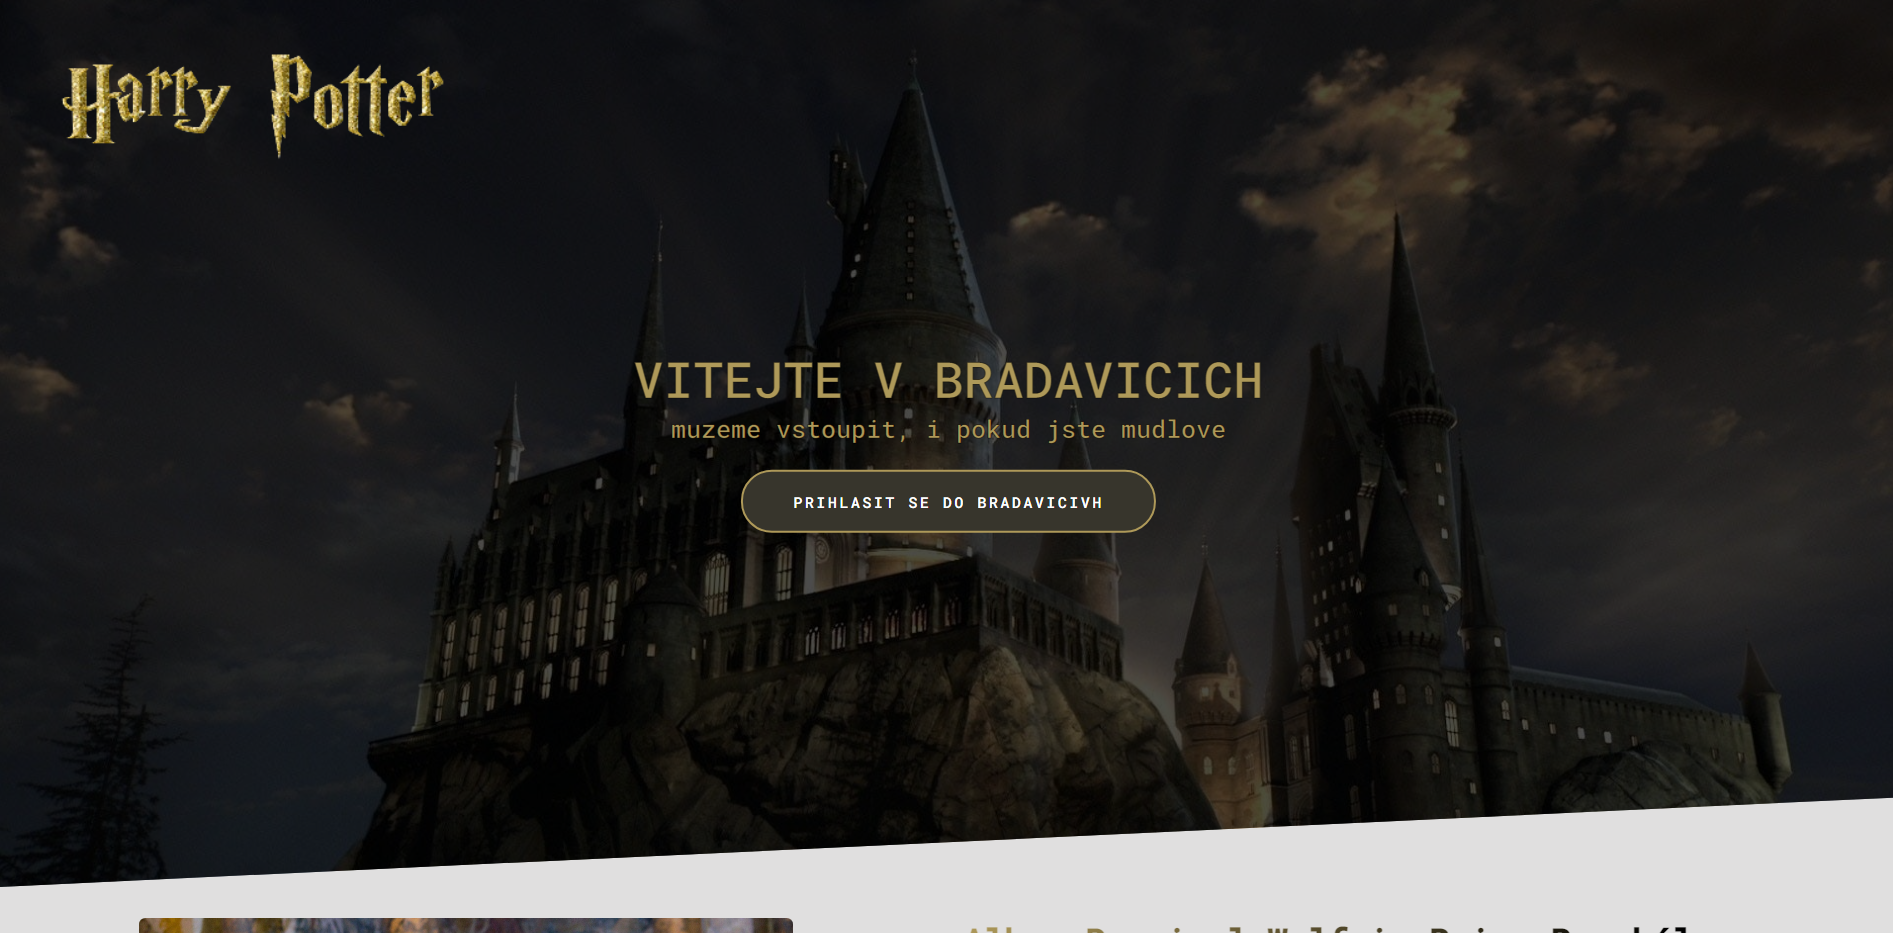 Harry Potter
VITEJTE V BRADAVICICH
muzeme vstoupit, i pokud jste mudlove
PRIHLASIT SE DO BRADAVICIVH